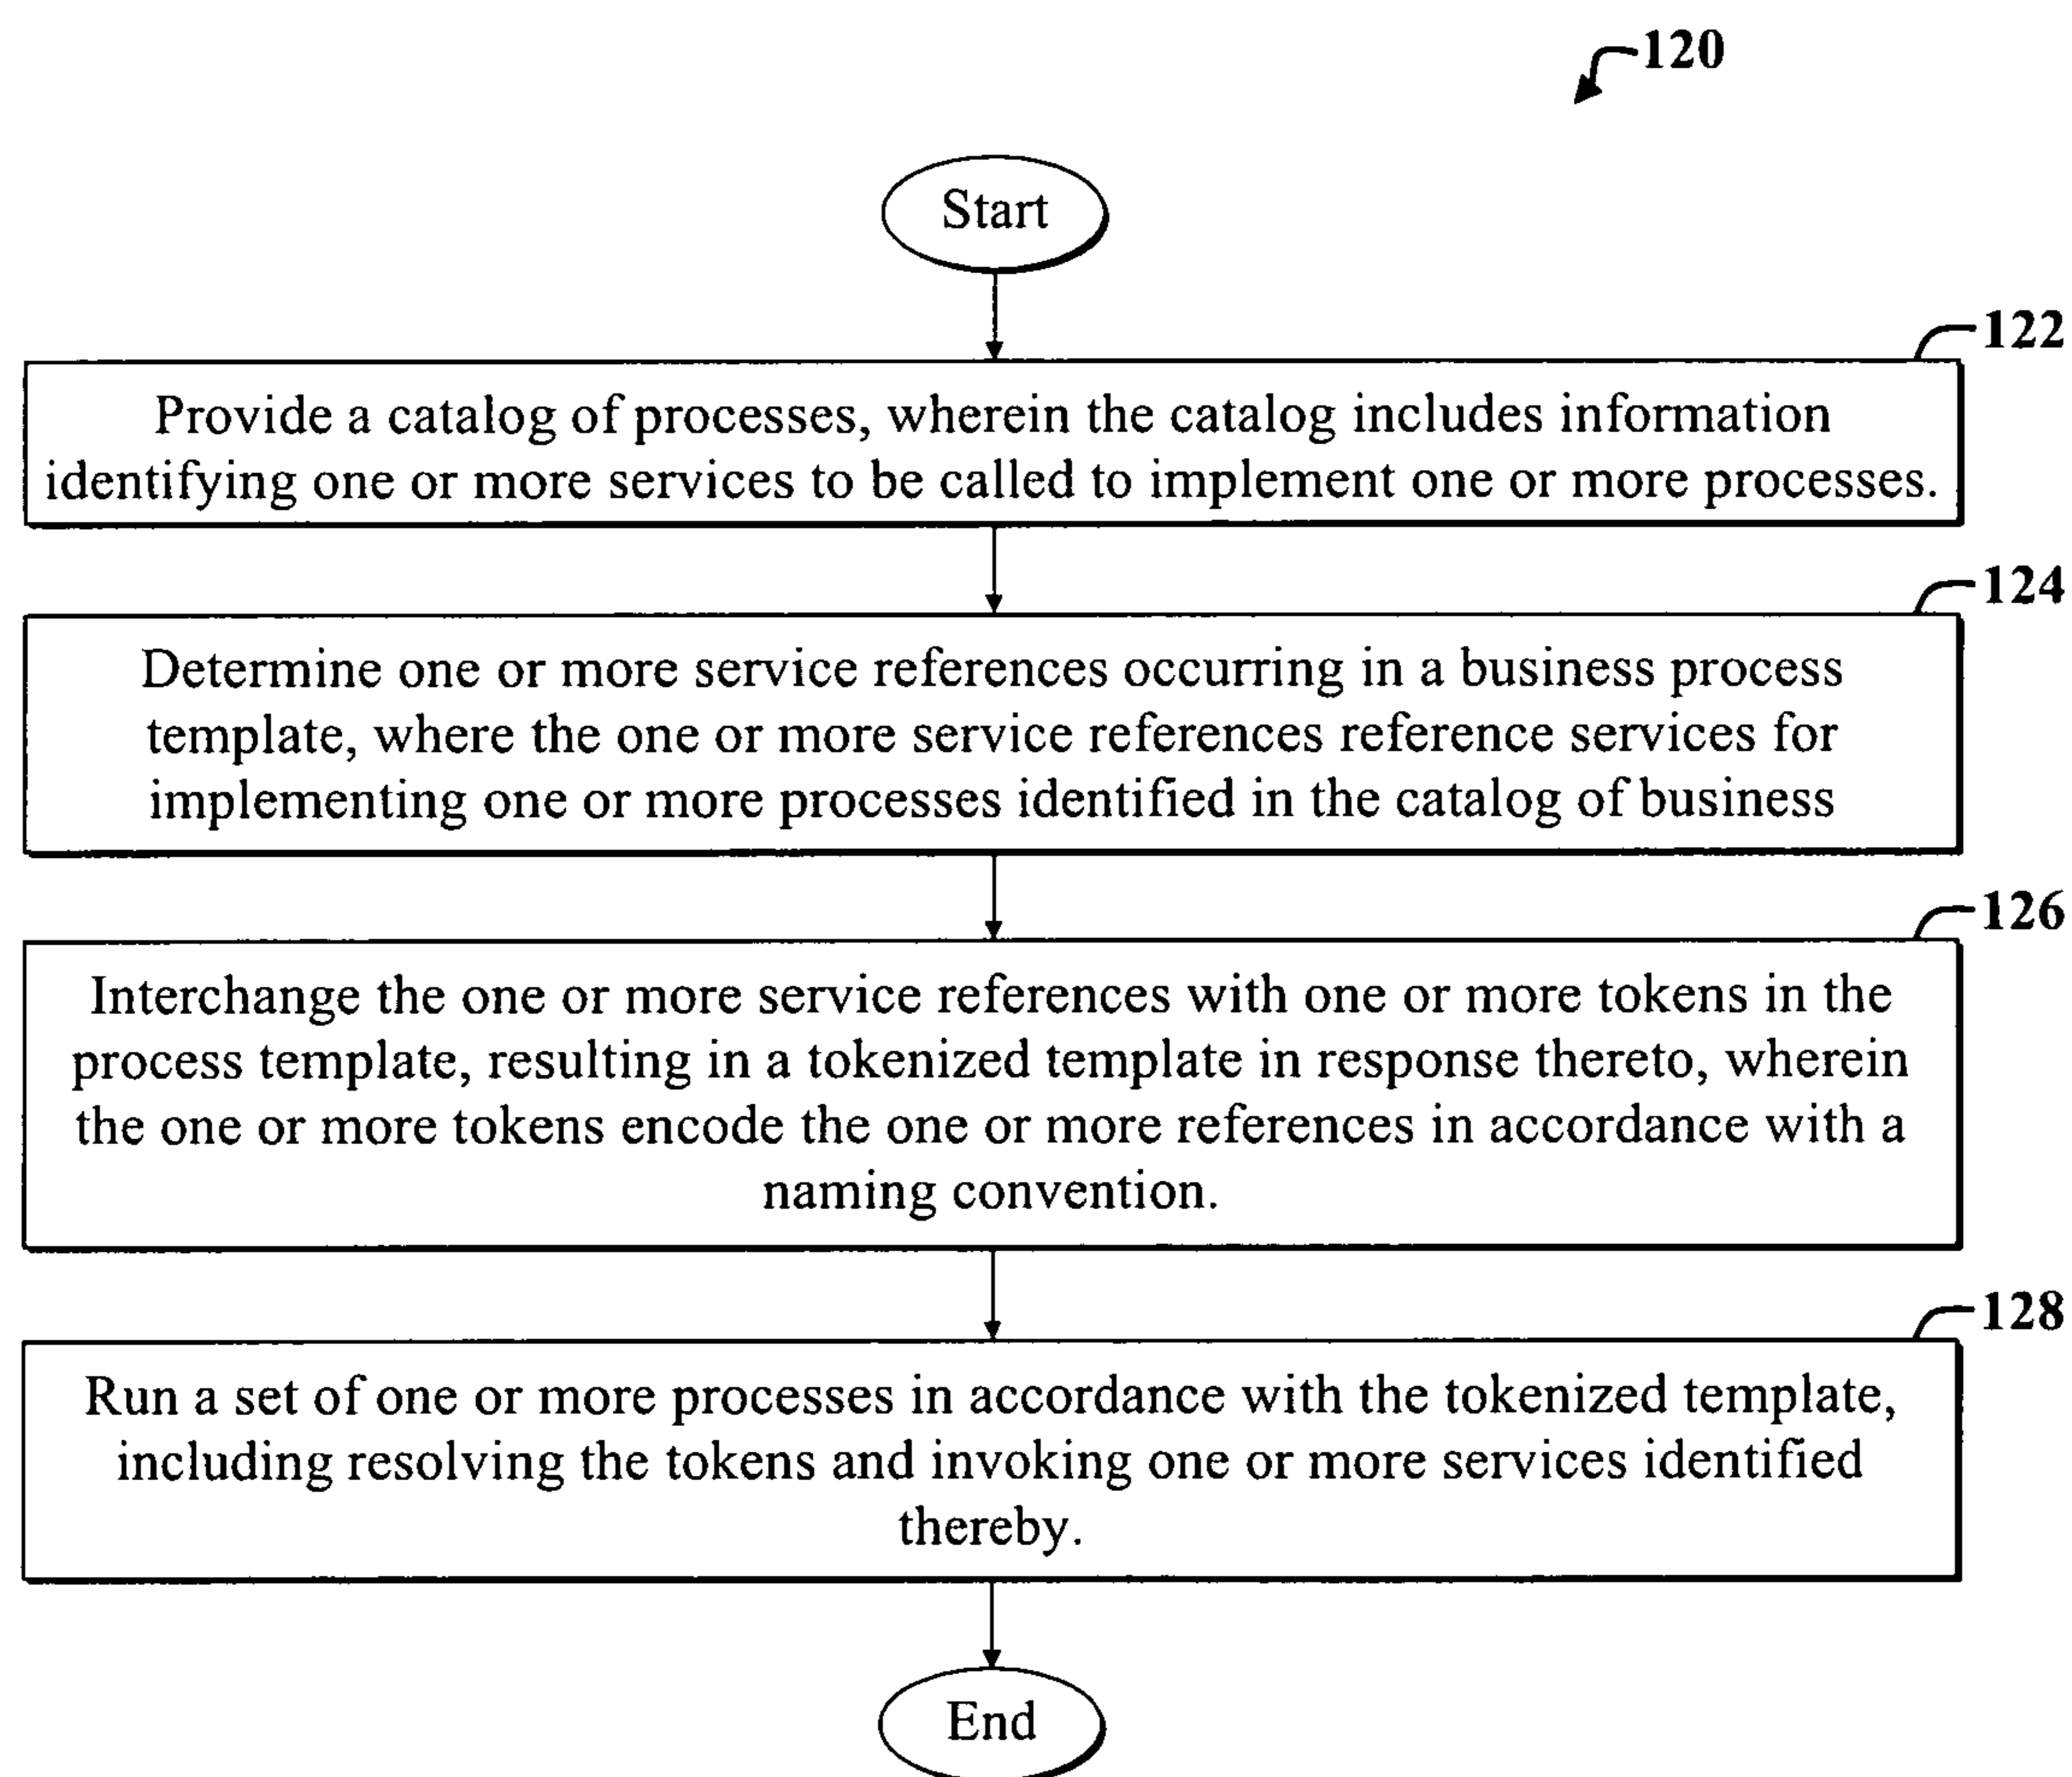 120
Start
122
Provide a catalog of processes, wherein the catalog includes information
identifying one or more services to be called to implement one or more processes.
124
Determine one or more service references occurring in a business process
template, where the one or more service references reference services for
implementing one or more processes identified in the catalog of business
126
Interchange the one or more service references with one or more tokens in the
process template, resulting in a tokenized template in response thereto, wherein
the one or more tokens encode the one or more references in accordance with a
naming convention.
128
Run a set of one or more processes in accordance with the tokenized template,
including resolving the tokens and invoking one or more services identified
thereby.
End